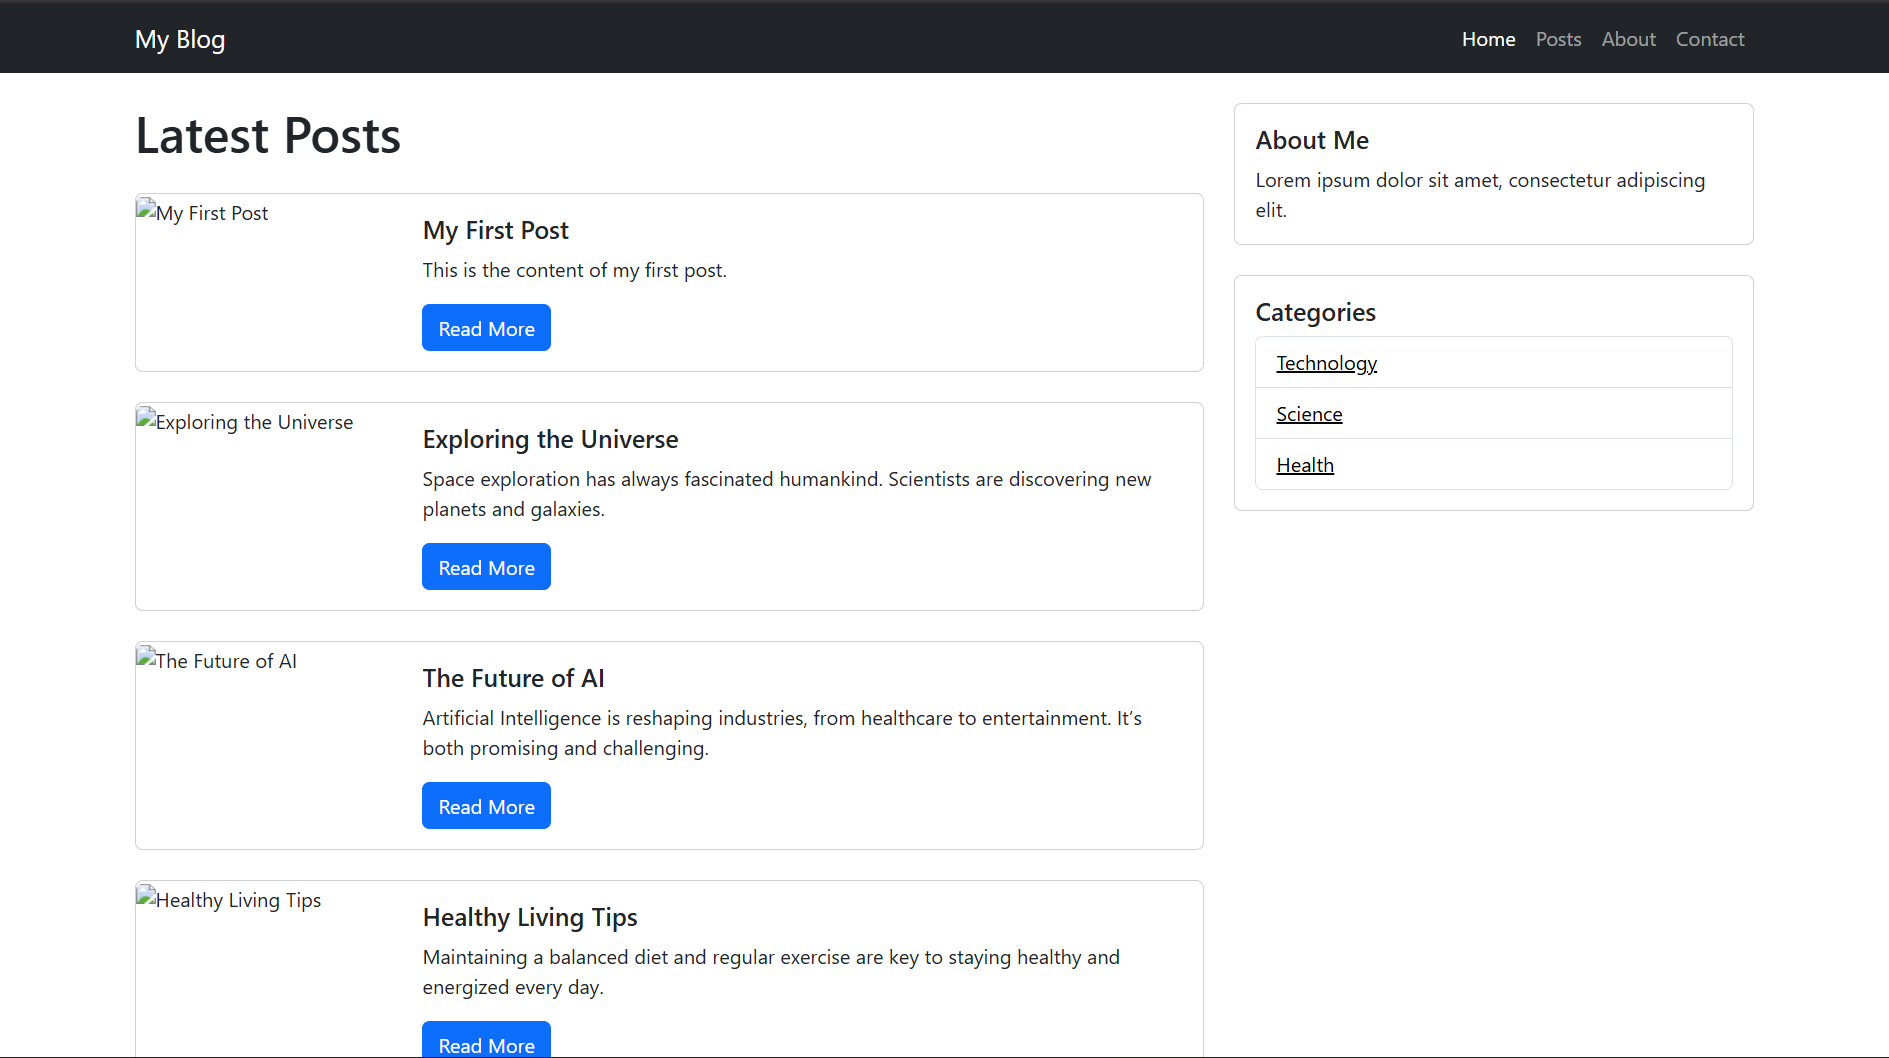 My Blog
Home Posts About Contact
Latest Posts
My First Post
My First Post
This is the content of my first post.
Read More
Exploring the Universe
Exploring the Universe
Space exploration has always fascinated humankind. Scientists are discovering new
planets and galaxies.
Read More
The Future of AI
The Future of AI
Artificial Intelligence is reshaping industries, from healthcare to entertainment. It’s
both promising and challenging.
Read More
Healthy Living Tips
Healthy Living Tips
Maintaining a balanced diet and regular exercise are key to staying healthy and
energized every day.
Read More
About Me
Lorem ipsum dolor sit amet, consectetur adipiscing
elit.
Categories
Technology
Science
Health